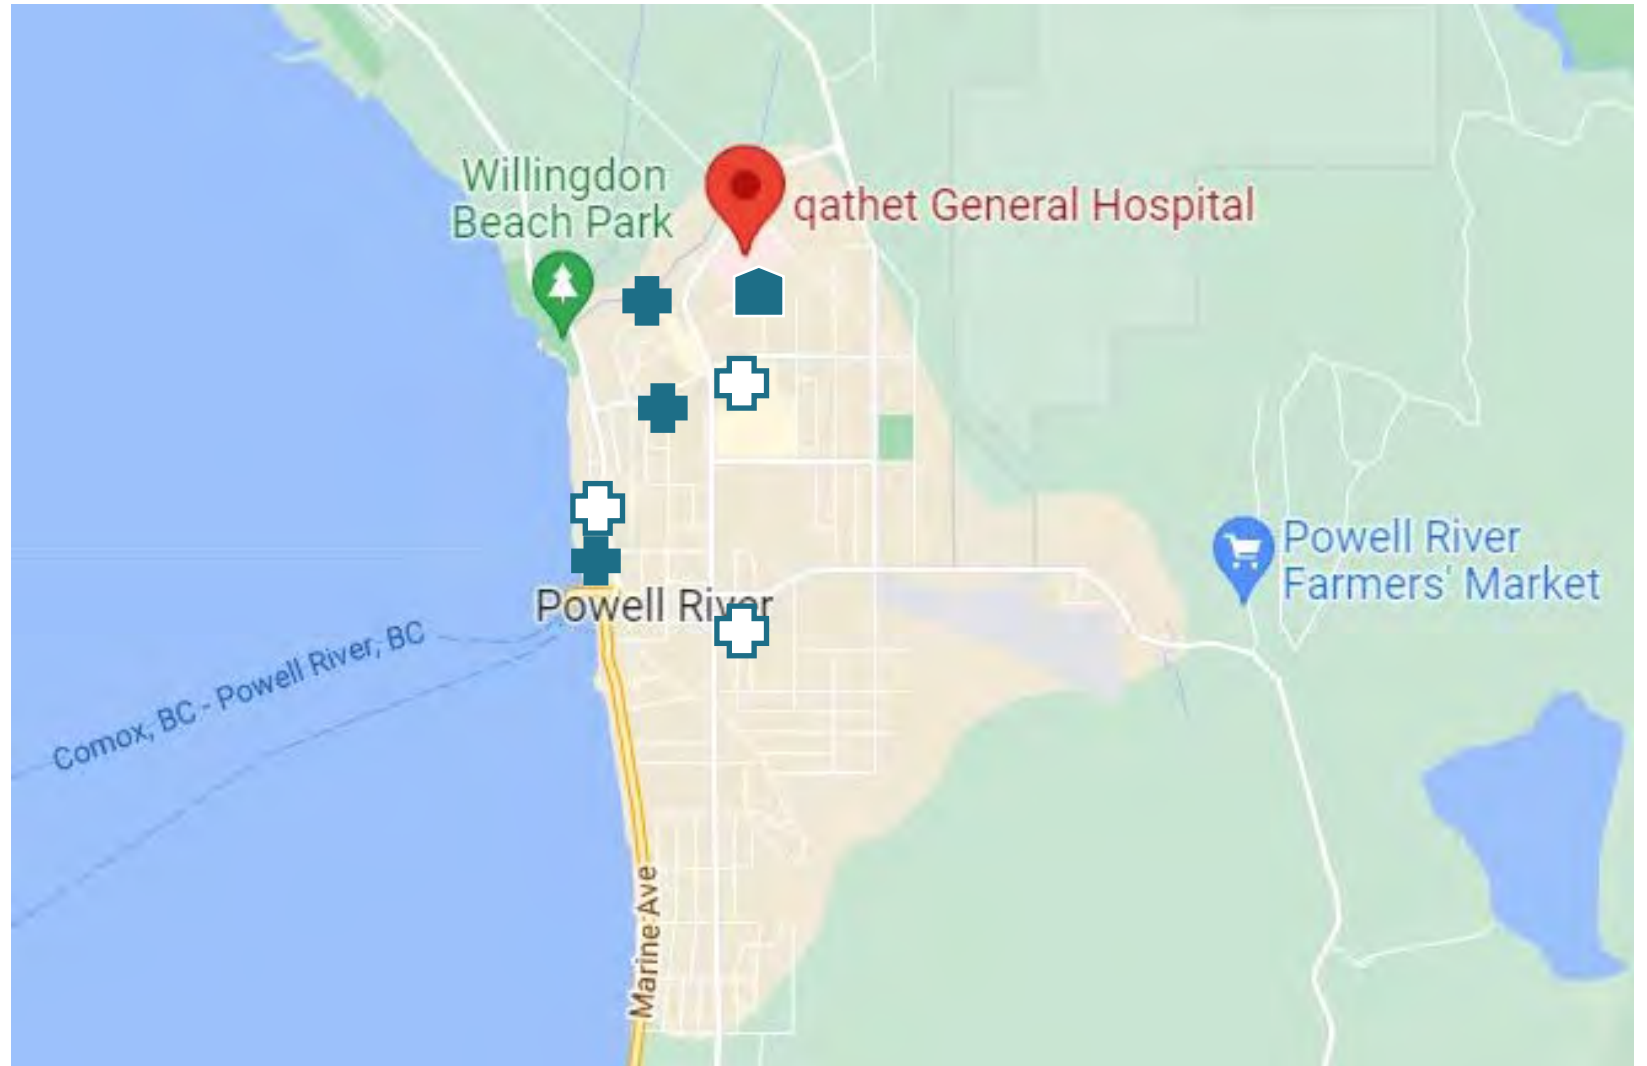 Willingdon
Beach Park
qathet General Hospital
Powell River
Farmers' Market
Powell River
Comox, BC - Powell River, BC
Marine Ave